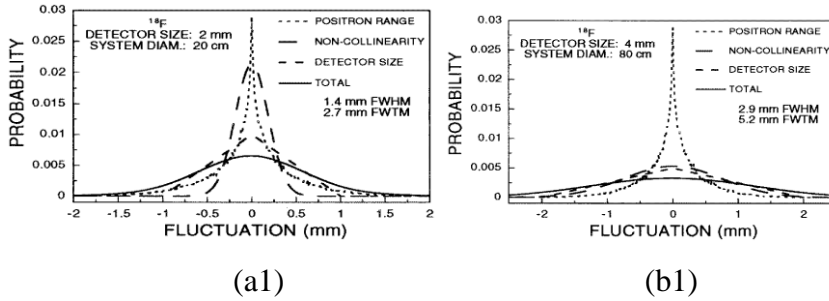 0.03
0.025
0.02
0.015
0.01
0.005
0
PROBABILITY
¹⁸F
DETECTOR SIZE: 2 mm
SYSTEM DIAM.: 20 cm
POSITRON RANGE
NON-COLLINEARITY
DETECTOR SIZE
TOTAL
1.4 mm FWHM
2.7 mm FWTM
-2 -1.5 -1 -0.5 0 0.5 1 1.5 2
FLUCTUATION (mm)
(a1)
0.03
0.025
0.02
0.015
0.01
0.005
0
PROBABILITY
¹⁸F
DETECTOR SIZE: 4 mm
SYSTEM DIAM.: 80 cm
POSITRON RANGE
NON-COLLINEARITY
DETECTOR SIZE
TOTAL
2.9 mm FWHM
5.2 mm FWTM
-2 -1 0 1 2
FLUCTUATION (mm)
(b1)